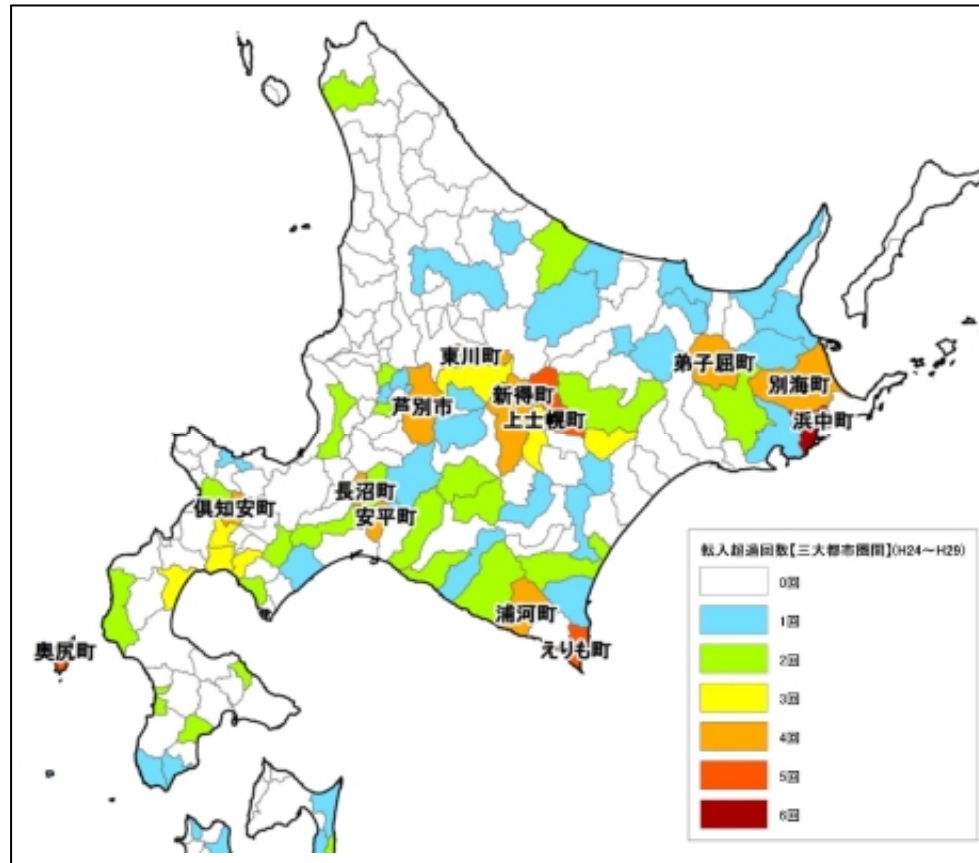 東川町
弟子屈町
新得町
別海町
芦別市
上士幌町
浜中町
長沼町
倶知安町
安平町
転入超過回数【三大都市圏間】(H24～H29)
0回
1回
2回
浦河町
奥尻町
えりも町
3回
4回
5回
6回